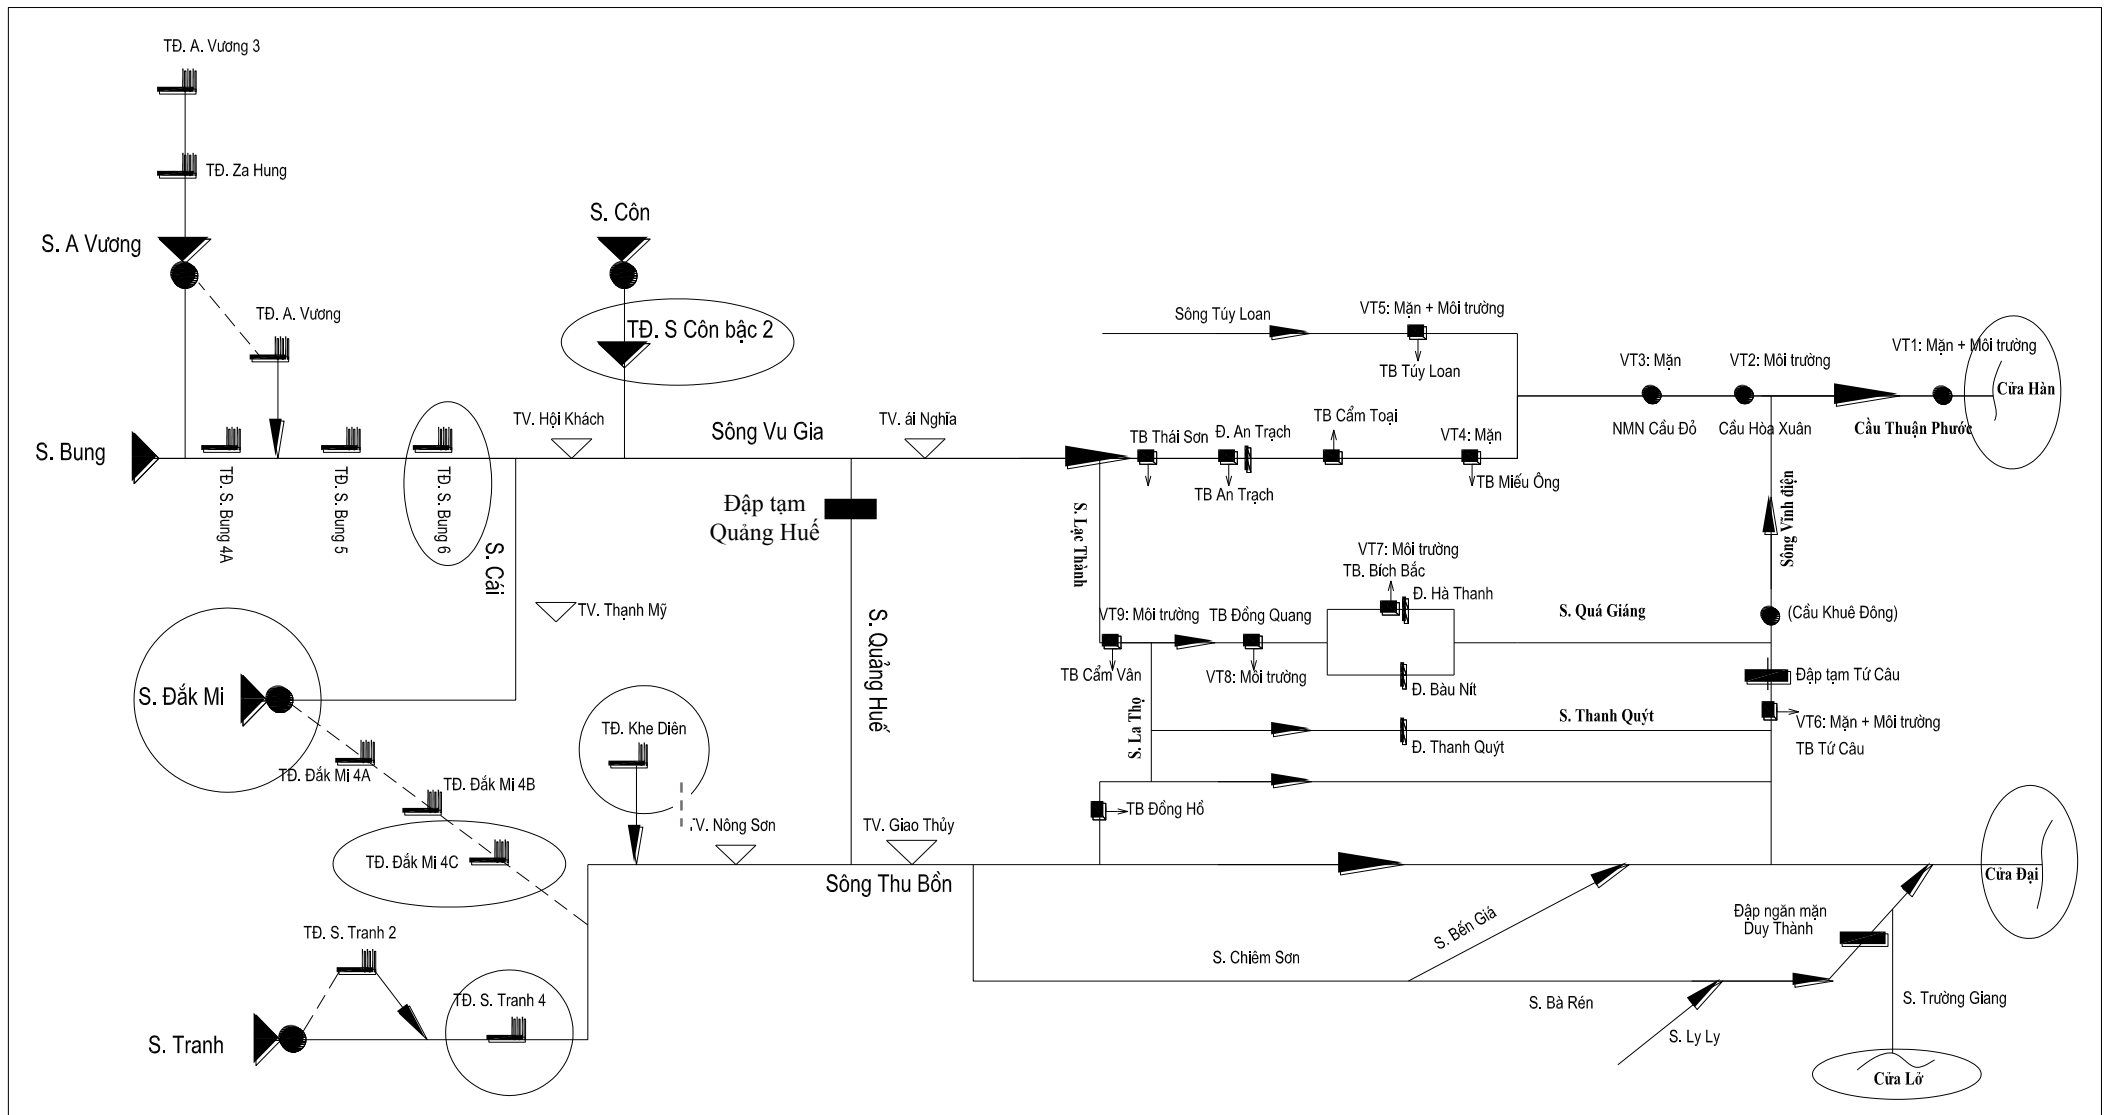 TĐ. A. Vương 3
TĐ. Za Hung
S. A Vương
S. Côn
TĐ. A. Vương
TĐ. S Côn bậc 2
Sông Túy Loan
VT5: Mặn + Môi trường
TB Túy Loan
VT3: Mặn
VT2: Môi trường
VT1: Mặn + Môi trường
Cửa Hàn
NMN Cầu Đỏ
Cầu Hòa Xuân
Cầu Thuận Phước
S. Bung
TĐ. S. Bung 4A
TĐ. S. Bung 5
TĐ. S. Bung 6
TV. Hội Khách
Sông Vu Gia
TV. ái Nghĩa
TB Thái Sơn
Đ. An Trạch
TB Cẩm Toại
VT4: Mặn
TB An Trạch
TB Miếu Ông
Đập tạm
Quảng Huế
S. Cái
S. Lạc Thành
Sông Vĩnh điện
VT7: Môi trường
TB. Bích Bắc
Đ. Hà Thanh
TV. Thạnh Mỹ
S. Quảng Huế
VT9: Môi trường
TB Đồng Quang
S. Quá Giáng
(Cầu Khuê Đông)
TB Cẩm Vân
VT8: Môi trường
Đ. Bàu Nít
Đập tạm Tứ Câu
S. Đắk Mi
S. La Thọ
S. Thanh Quýt
VT6: Mặn + Môi trường
TB Tứ Câu
Đ. Thanh Quýt
TĐ. Khe Diên
TĐ. Đắk Mi 4A
TĐ. Đắk Mi 4B
TB Đồng Hồ
TV. Nông Sơn
TV. Giao Thủy
TĐ. Đắk Mi 4C
Sông Thu Bồn
Cửa Đại
Đập ngăn mặn
Duy Thành
TĐ. S. Tranh 2
S. Bến Giá
S. Chiêm Sơn
TĐ. S. Tranh 4
S. Bà Rén
S. Trường Giang
S. Tranh
S. Ly Ly
Cửa Lở